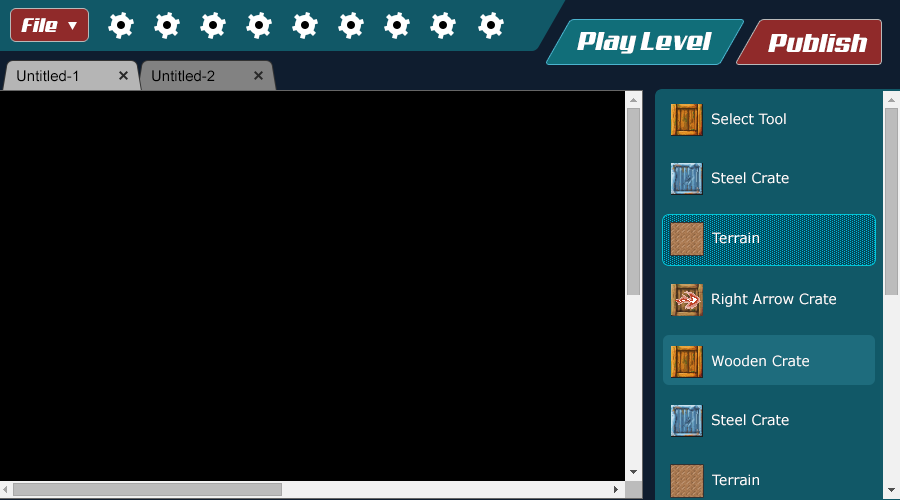 File
Play Level
Publish
Untitled-1
Untitled-2
Select Tool
Steel Crate
Terrain
Right Arrow Crate
Wooden Crate
Steel Crate
Terrain